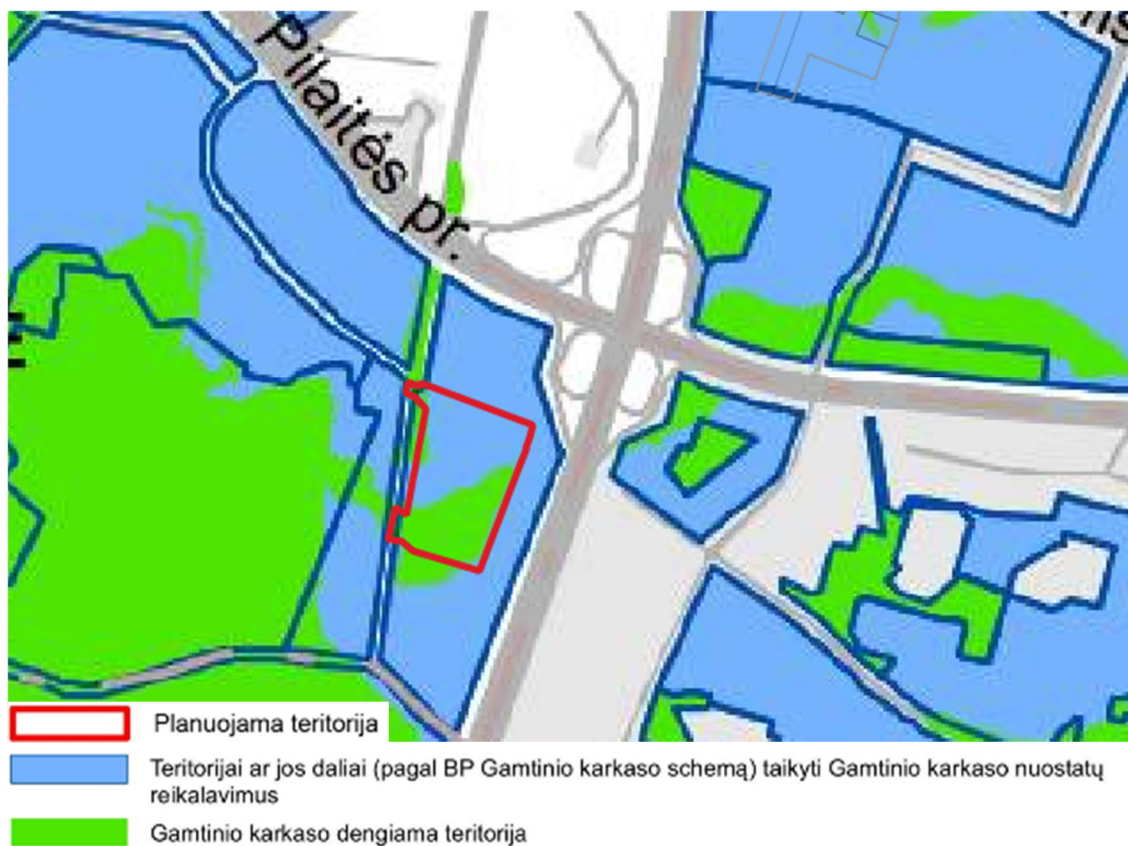 Pilaitės pr.
Planuojama teritorija
Teritorijai ar jos daliai (pagal BP Gamtinio karkaso schemą) taikyti Gamtinio karkaso nuostatų
reikalavimus
Gamtinio karkaso dengiama teritorija